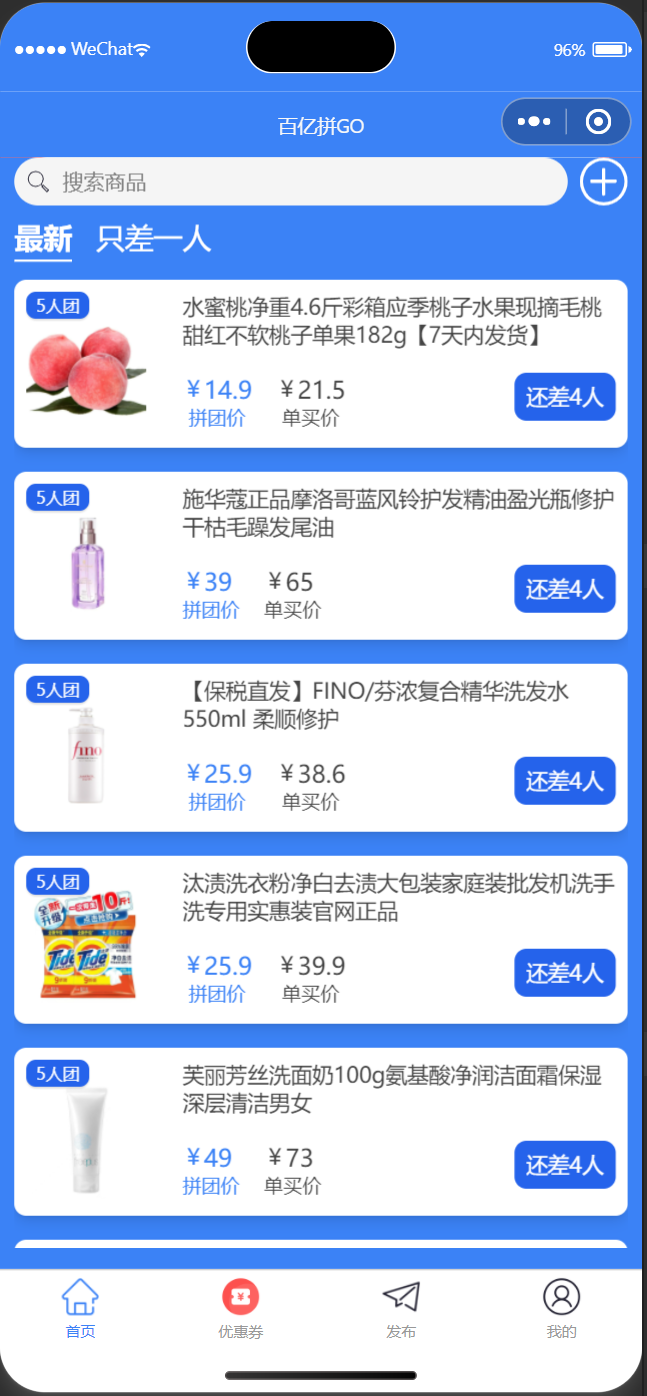 WeChat
96%
百亿拼GO
搜索商品
最新 只差一人
5人团
水蜜桃净重4.6斤彩箱应季桃子水果现摘毛桃
甜红不软桃子单果182g【7天内发货】
¥14.9 ¥21.5
还差4人
拼团价 单买价
5人团
施华蔻正品摩洛哥蓝风铃护发精油盈光瓶修护
干枯毛躁发尾油
¥39 ¥65
还差4人
拼团价 单买价
5人团
【保税直发】FINO/芬浓复合精华洗发水
550ml 柔顺修护
fino
¥25.9 ¥38.6
还差4人
拼团价 单买价
5人团
汰渍洗衣粉净白去渍大包装家庭装批发机洗手
洗专用实惠装官网正品
全新
升级
10
Tide Tide
¥25.9 ¥39.9
还差4人
拼团价 单买价
5人团
芙丽芳丝洗面奶100g氨基酸净润洁面霜保湿
深层清洁男女
¥49 ¥73
还差4人
拼团价 单买价
首页 优惠券 发布 我的